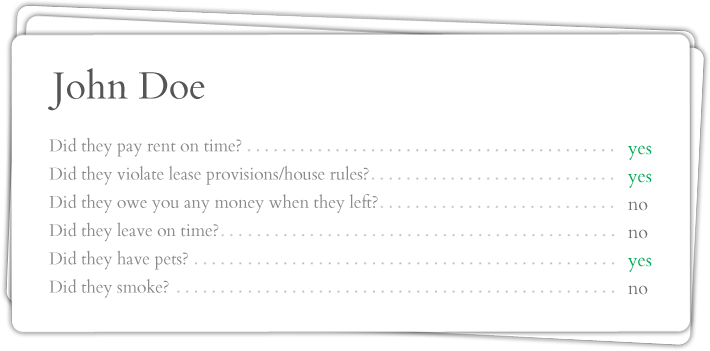 John Doe
Did they pay rent on time? . . . . . . . . . . . . . . . . . . . . . . . . . . . . . . . . . . . . . . . . . yes
Did they violate lease provisions/house rules? . . . . . . . . . . . . . . . . . . . . . . . . . . . yes
Did they owe you any money when they left? . . . . . . . . . . . . . . . . . . . . . . . . . . no
Did they leave on time? . . . . . . . . . . . . . . . . . . . . . . . . . . . . . . . . . . . . . . . . . . . . no
Did they have pets? . . . . . . . . . . . . . . . . . . . . . . . . . . . . . . . . . . . . . . . . . . . . . . . yes
Did they smoke? . . . . . . . . . . . . . . . . . . . . . . . . . . . . . . . . . . . . . . . . . . . . . . . . . no